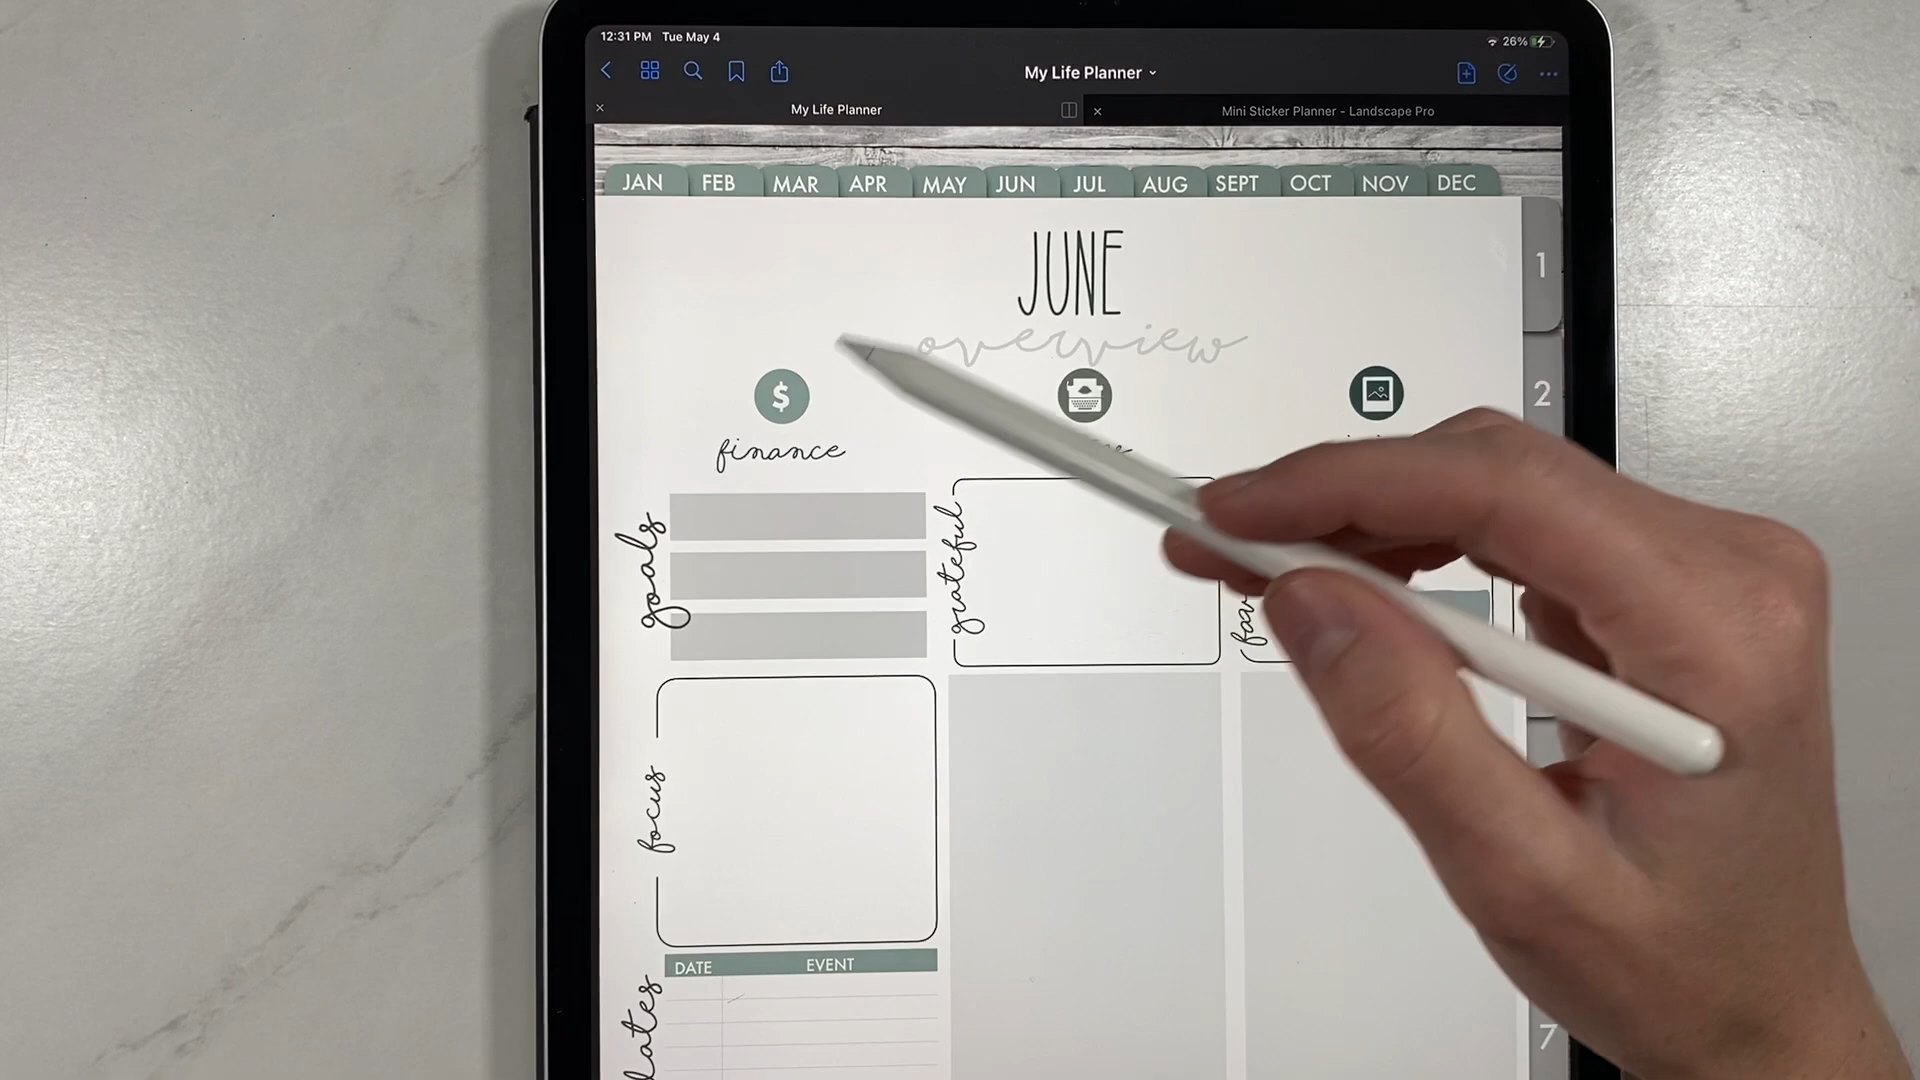 12:31 PM Tue May 4
26%
My Life Planner
My Life Planner
Mini Sticker Planner - Landscape Pro
JAN FEB MAR APR MAY JUN JUL AUG SEPT OCT NOV DEC
JUNE
overview
1
2
$
finance
goals
grateful
focus
DATE EVENT
7